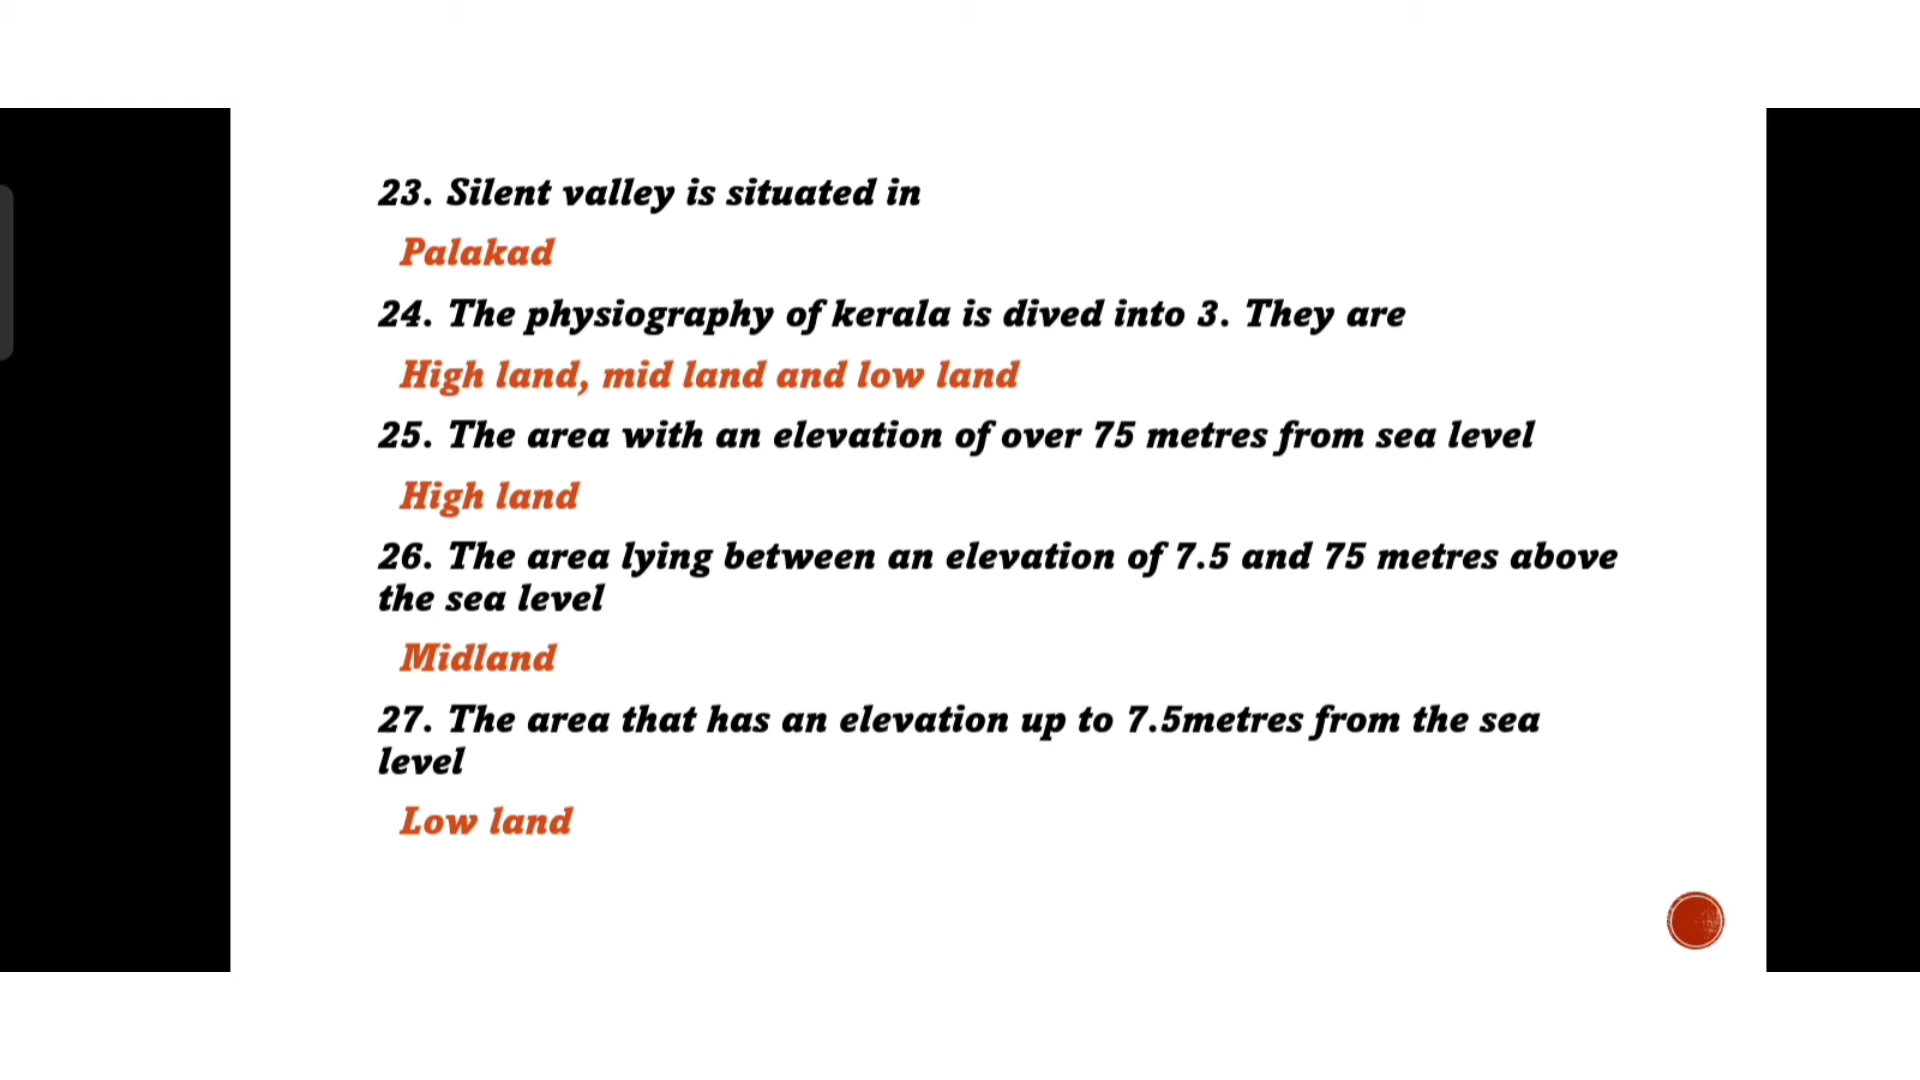 23. Silent valley is situated in
Palakad
24. The physiography of kerala is dived into 3. They are
High land, mid land and low land
25. The area with an elevation of over 75 metres from sea level
High land
26. The area lying between an elevation of 7.5 and 75 metres above
the sea level
Midland
27. The area that has an elevation up to 7.5metres from the sea
level
Low land